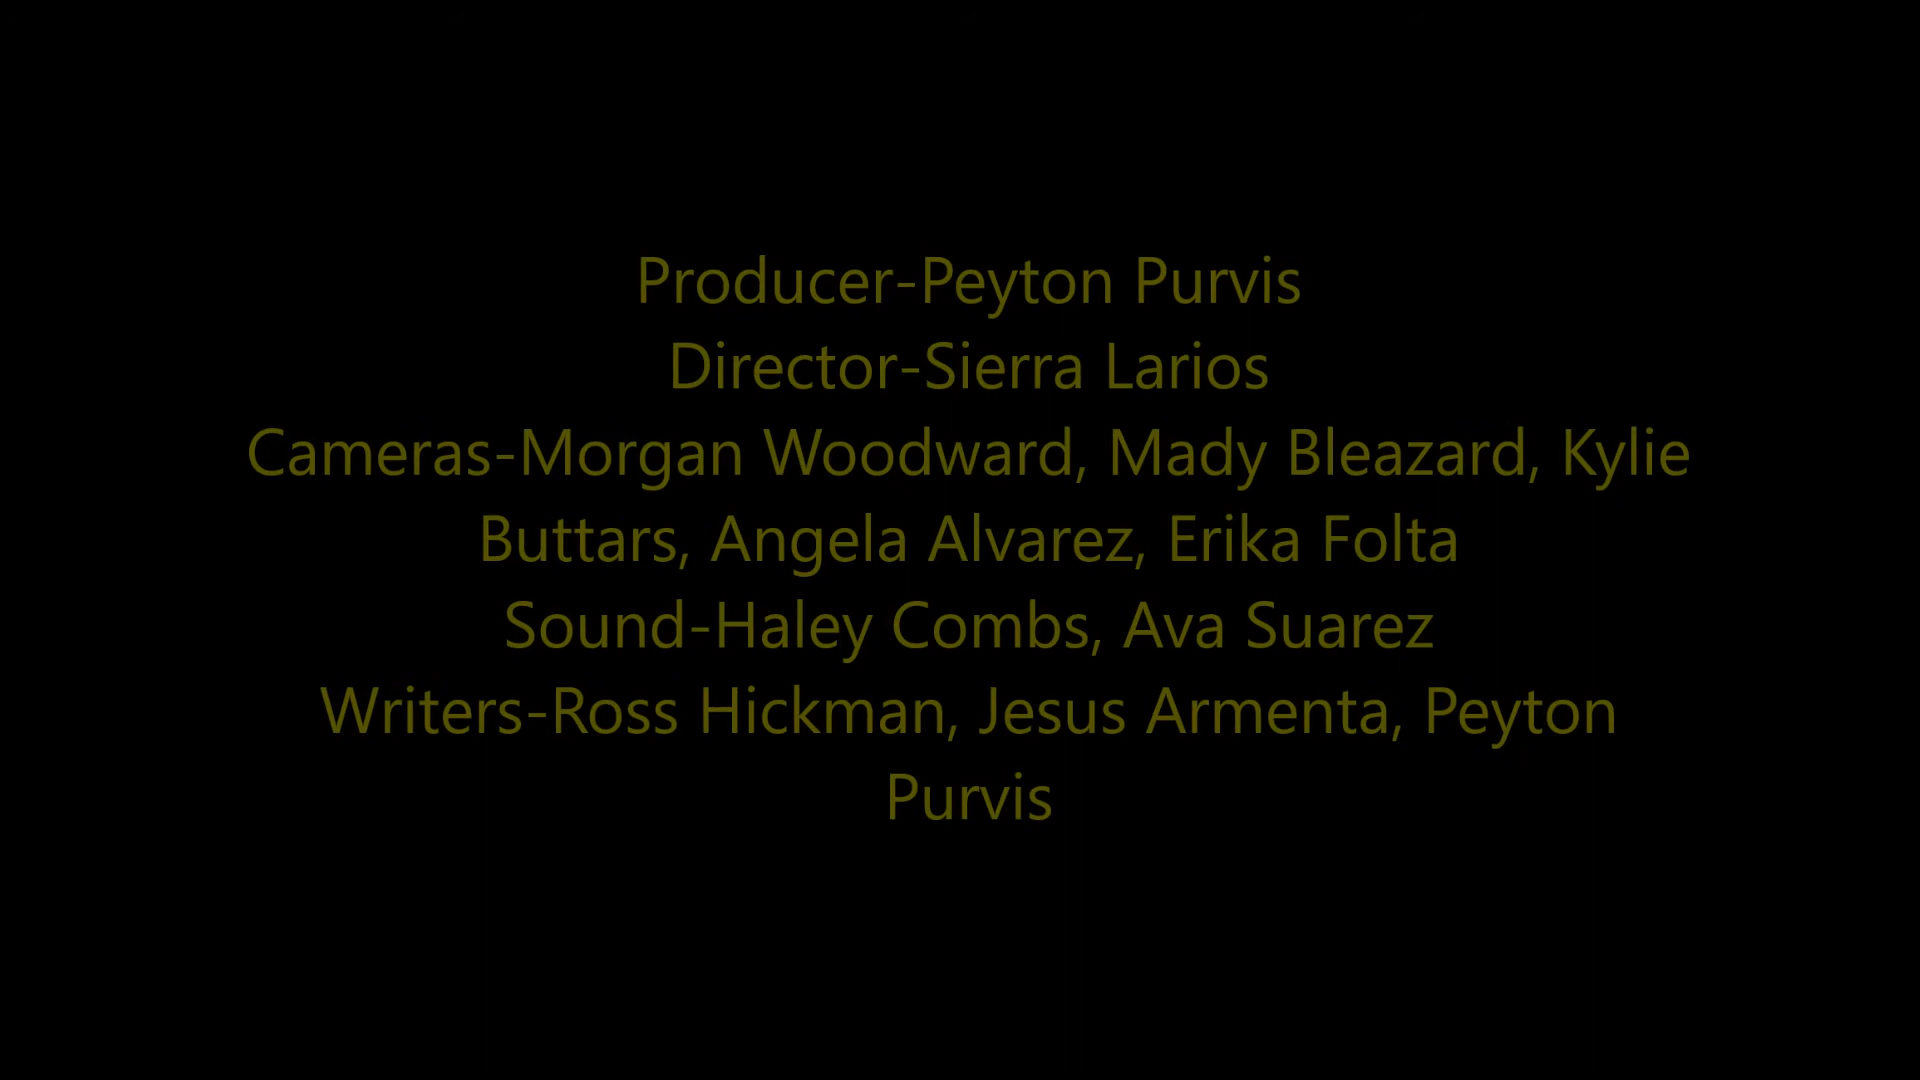 Producer-Peyton Purvis
Director-Sierra Larios
Cameras-Morgan Woodward, Mady Bleazard, Kylie
Buttars, Angela Alvarez, Erika Folta
Sound-Haley Combs, Ava Suarez
Writers-Ross Hickman, Jesus Armenta, Peyton
Purvis